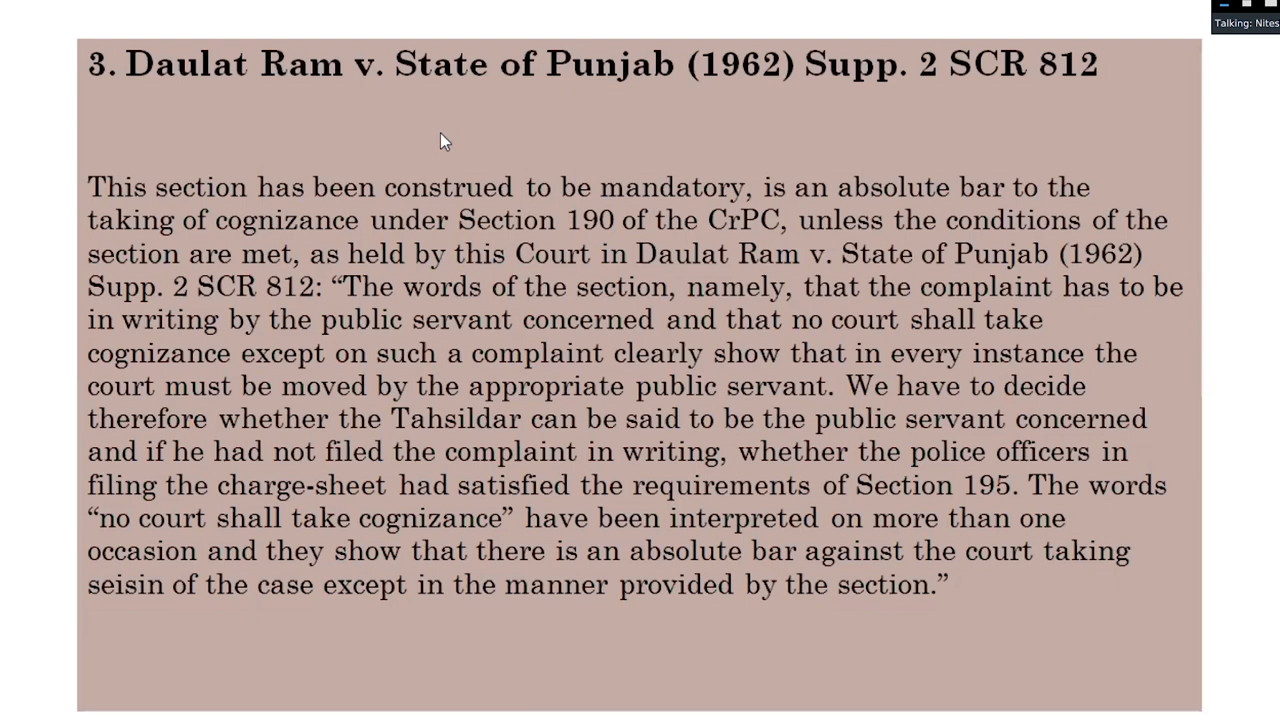 Talking: Nites
3. Daulat Ram v. State of Punjab (1962) Supp. 2 SCR 812
This section has been construed to be mandatory, is an absolute bar to the
taking of cognizance under Section 190 of the CrPC, unless the conditions of the
section are met, as held by this Court in Daulat Ram v. State of Punjab (1962)
Supp. 2 SCR 812: “The words of the section, namely, that the complaint has to be
in writing by the public servant concerned and that no court shall take
cognizance except on such a complaint clearly show that in every instance the
court must be moved by the appropriate public servant. We have to decide
therefore whether the Tahsildar can be said to be the public servant concerned
and if he had not filed the complaint in writing, whether the police officers in
filing the charge-sheet had satisfied the requirements of Section 195. The words
“no court shall take cognizance” have been interpreted on more than one
occasion and they show that there is an absolute bar against the court taking
seisin of the case except in the manner provided by the section.”